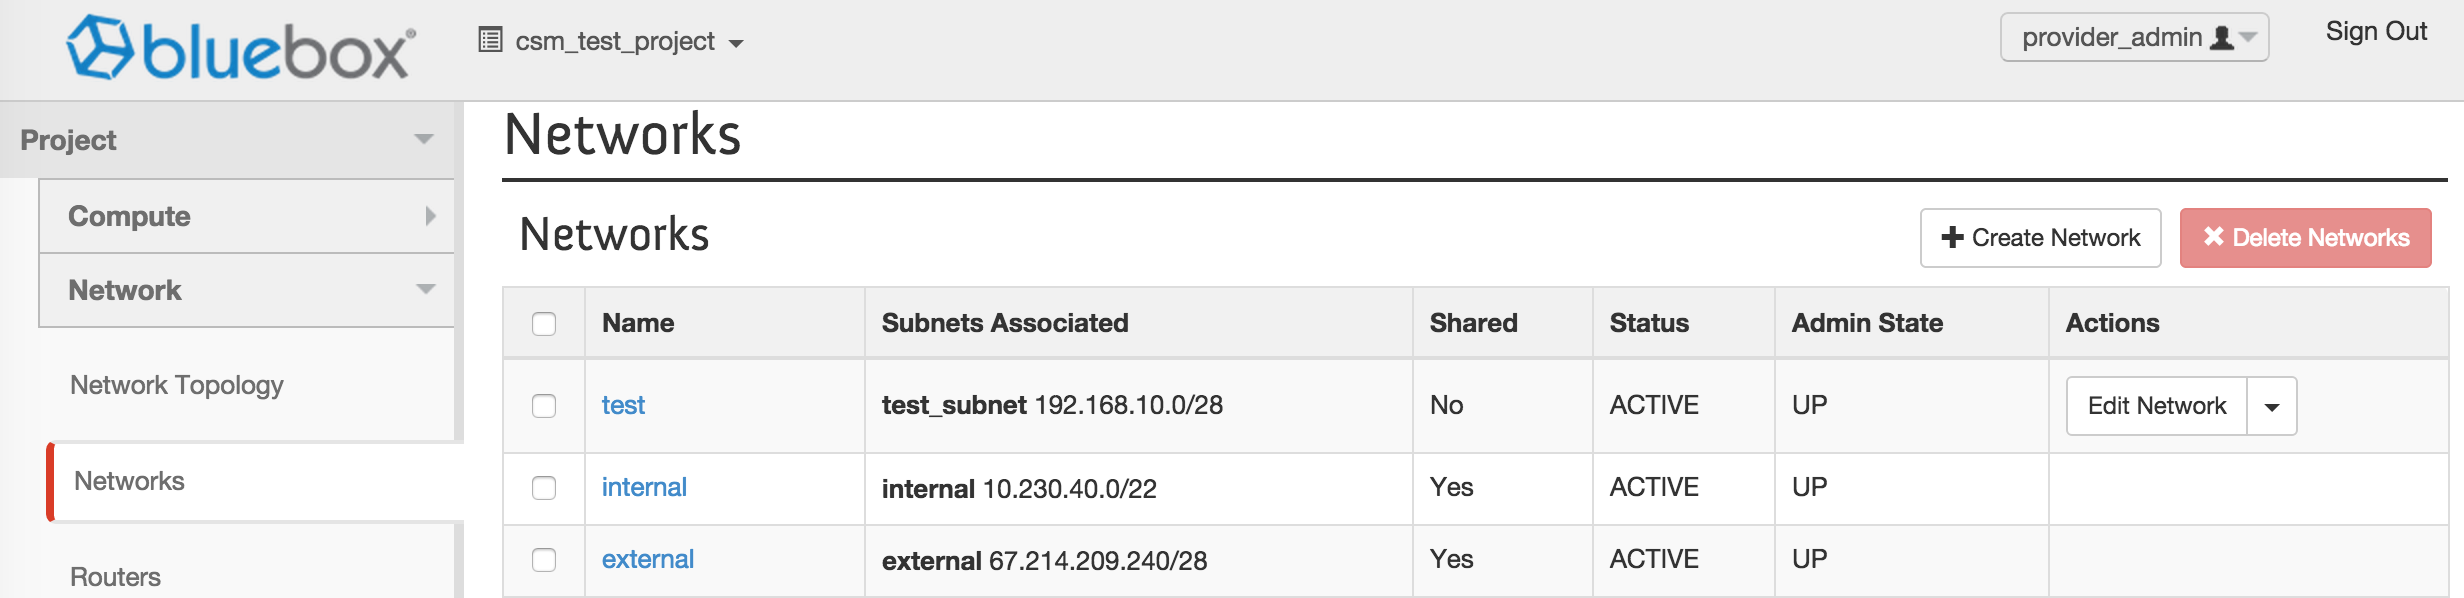 bluebox® csm_test_project provider_admin Sign Out
Project
Compute
Network
Network Topology
Networks
Routers
Networks
Networks
Create Network Delete Networks
Name Subnets Associated Shared Status Admin State Actions
test test_subnet 192.168.10.0/28 No ACTIVE UP Edit Network
internal internal 10.230.40.0/22 Yes ACTIVE UP
external external 67.214.209.240/28 Yes ACTIVE UP